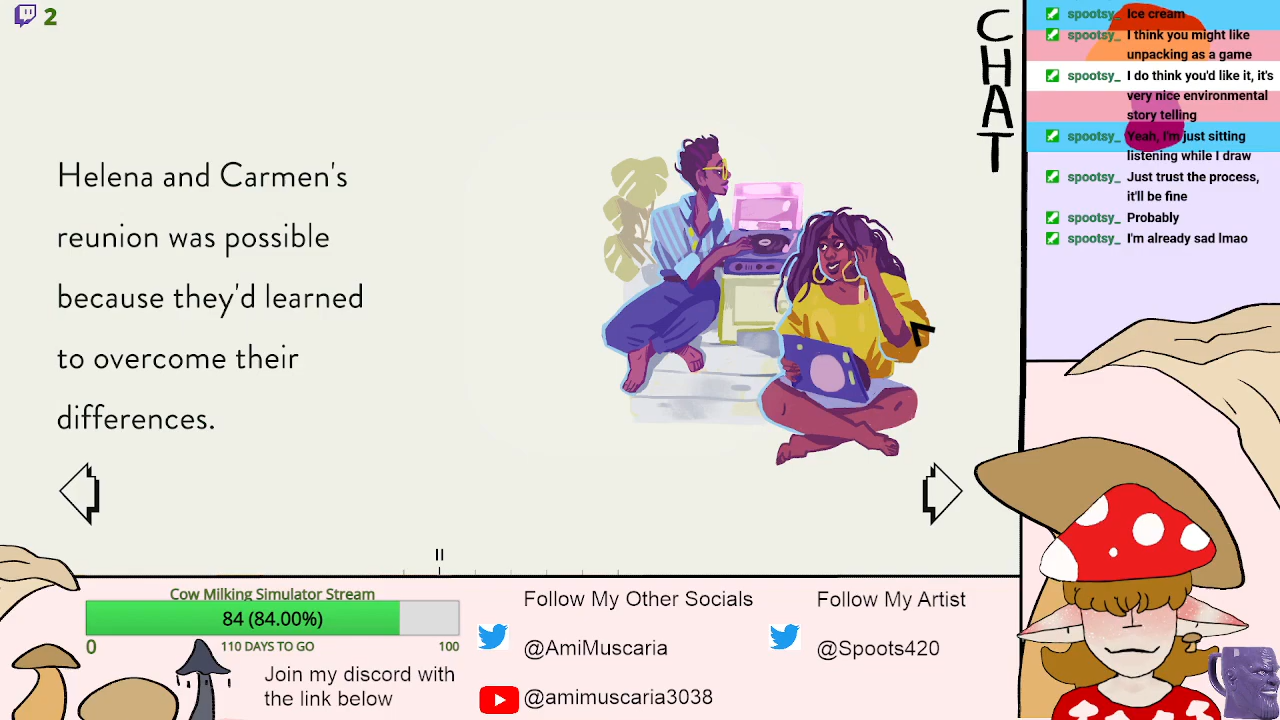 2
CHAT
spootsy_ Ice cream
spootsy_ I think you might like
unpacking as a game
spootsy_ I do think you'd like it, it's
very nice environmental
story telling
spootsy_ Yeah, I'm just sitting
listening while I draw
spootsy_ Just trust the process,
it'll be fine
spootsy_ Probably
spootsy_ I'm already sad lmao
Helena and Carmen's
reunion was possible
because they'd learned
to overcome their
differences.
II
Cow Milking Simulator Stream
84 (84.00%)
0 110 DAYS TO GO 100
Join my discord with
the link below
Follow My Other Socials
@AmiMuscaria
@amimuscaria3038
Follow My Artist
@Spoots420